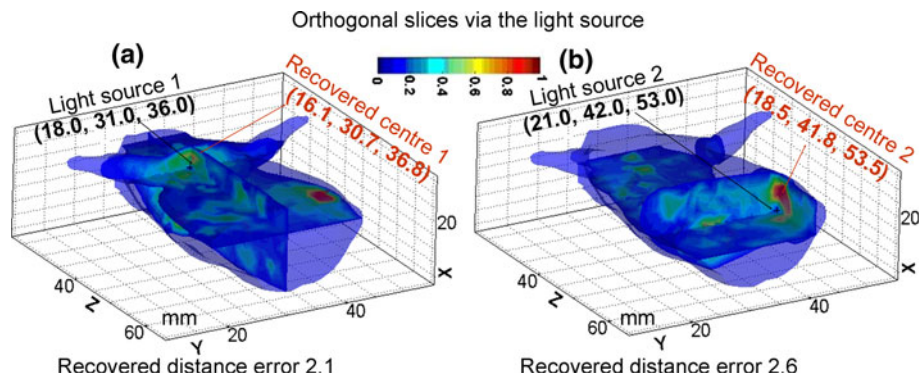 Orthogonal slices via the light source
(a)
Light source 1
(18.0, 31.0, 36.0)
Recovered centre 1
(16.1, 30.7, 36.8)
0
0.2
0.4
0.6
0.8
1
(b)
Light source 2
(21.0, 42.0, 53.0)
Recovered centre 2
(18.5, 41.8, 53.5)
20
X
40
Z
60
mm
Y
20
40
20
X
40
Z
60
mm
Y
20
40
Recovered distance error 2.1
Recovered distance error 2.6